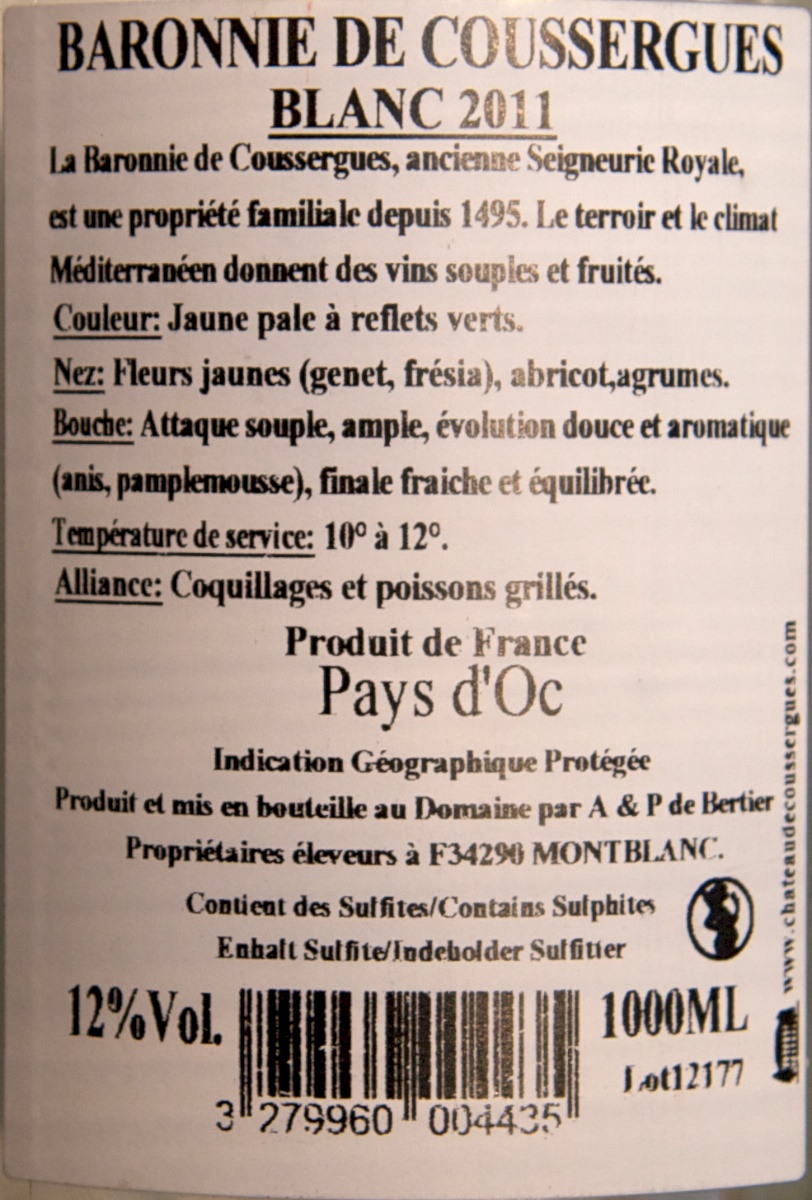 BARONNIE DE COUSSERGUES
BLANC 2011
La Baronnie de Coussergues, ancienne Seigneurie Royale,
est une propriété familiale depuis 1495. Le terroir et le climat
Méditerranéen donnent des vins souples et fruités.
Couleur: Jaune pale à reflets verts.
Nez: Fleurs jaunes (genet, frésia), abricot,agrumes.
Bouche: Attaque souple, ample, évolution douce et aromatique
(anis, pamplemousse), finale fraiche et équilibrée.
Température de service: 10° à 12°.
Alliance: Coquillages et poissons grillés.
Produit de France
Pays d'Oc
Indication Géographique Protégée
Produit et mis en bouteille au Domaine par A & P de Bertier
Propriétaires éleveurs à F34290 MONTBLANC.
Contient des Sulfites/Contains Sulphites
Enhalt Sulfite/Indeholder Sulfitter
12%Vol.
1000ML
Lot12177
3 279960 004435
www.chateaudecoussergues.com